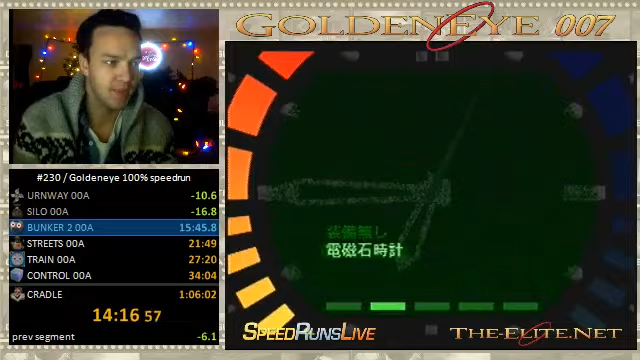 GOLDENEYE 007
#230 / Goldeneye 100% speedrun
URNWAY 00A -10.6
SILO 00A -16.8
BUNKER 2 00A 15:45.8
STREETS 00A 21:49
TRAIN 00A 27:20
CONTROL 00A 34:04
CRADLE 1:06:02
14:16 57
prev segment -6.1
装備無し
電磁石時計
SPEEDRUNSLIVE
THE-ELITE.NET